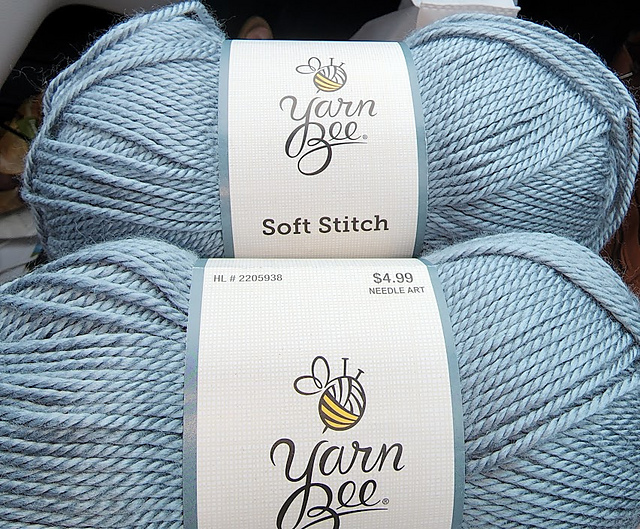 Yarn
Bee®
Soft Stitch
HL # 2205938
$4.99
NEEDLE ART
Yarn
Bee®